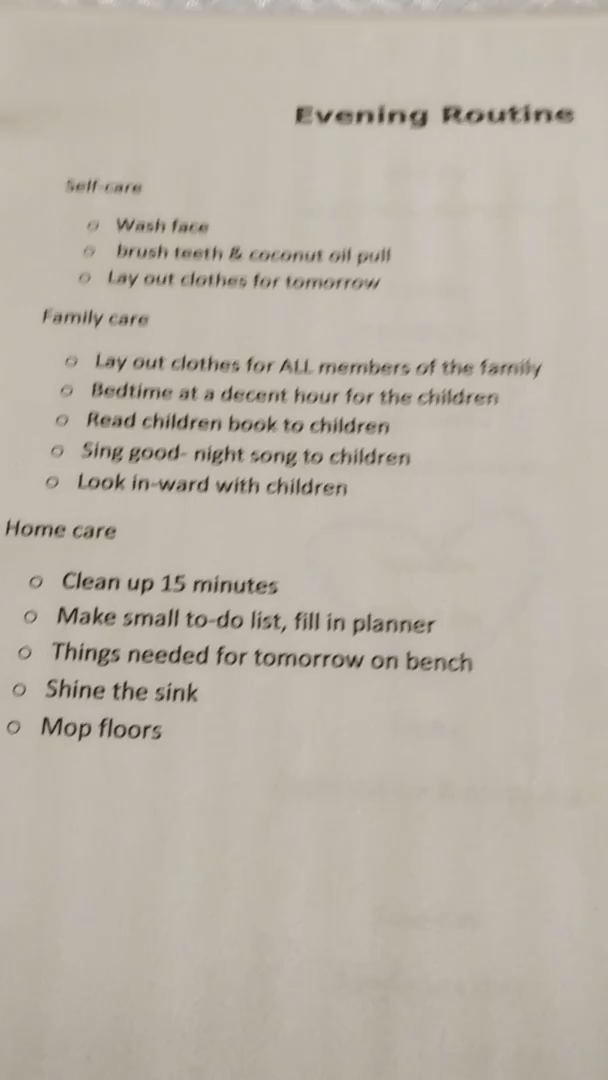 Evening Routine
Self-care
o Wash face
o brush teeth & coconut oil pull
o Lay out clothes for tomorrow
Family care
o Lay out clothes for ALL members of the family
o Bedtime at a decent hour for the children
o Read children book to children
o Sing good- night song to children
o Look in-ward with children
Home care
o Clean up 15 minutes
o Make small to-do list, fill in planner
o Things needed for tomorrow on bench
o Shine the sink
o Mop floors